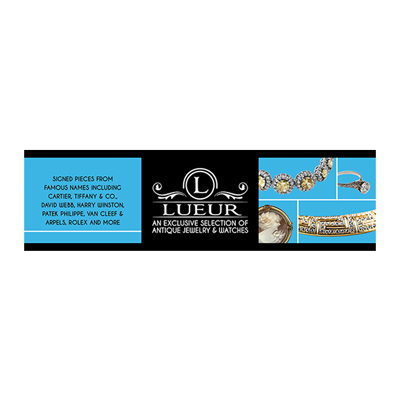 SIGNED PIECES FROM
FAMOUS NAMES INCLUDING
CARTIER, TIFFANY & CO.,
DAVID WEBB, HARRY WINSTON,
PATEK PHILIPPE, VAN CLEEF &
ARPELS, ROLEX AND MORE
L
LUEUR
AN EXCLUSIVE SELECTION OF
ANTIQUE JEWELRY & WATCHES